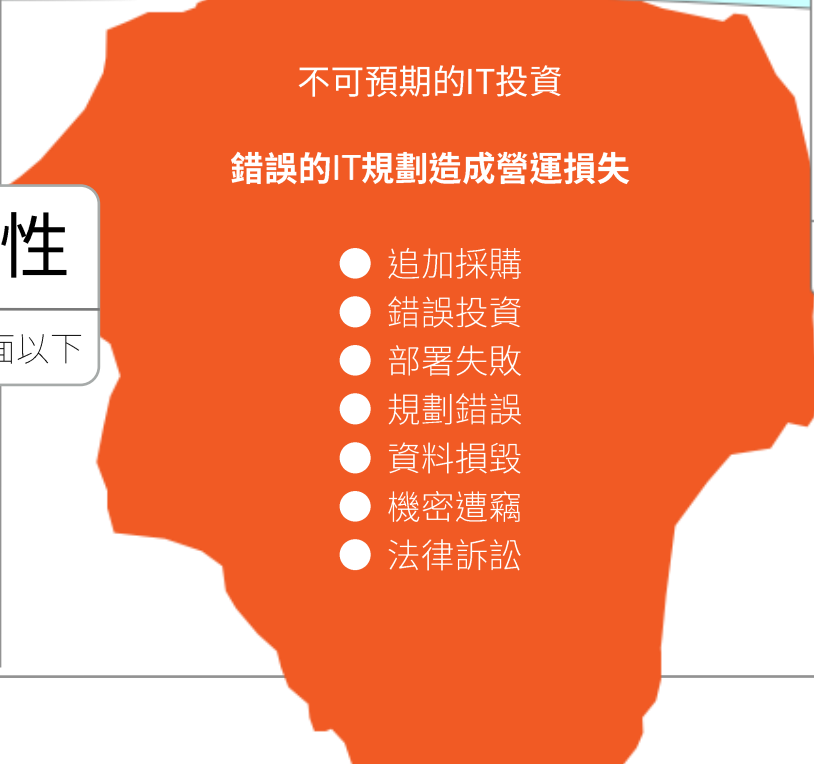 不可預期的IT投資
錯誤的IT規劃造成營運損失
性
面以下
追加採購
錯誤投資
部署失敗
規劃錯誤
資料損毀
機密遭竊
法律訴訟